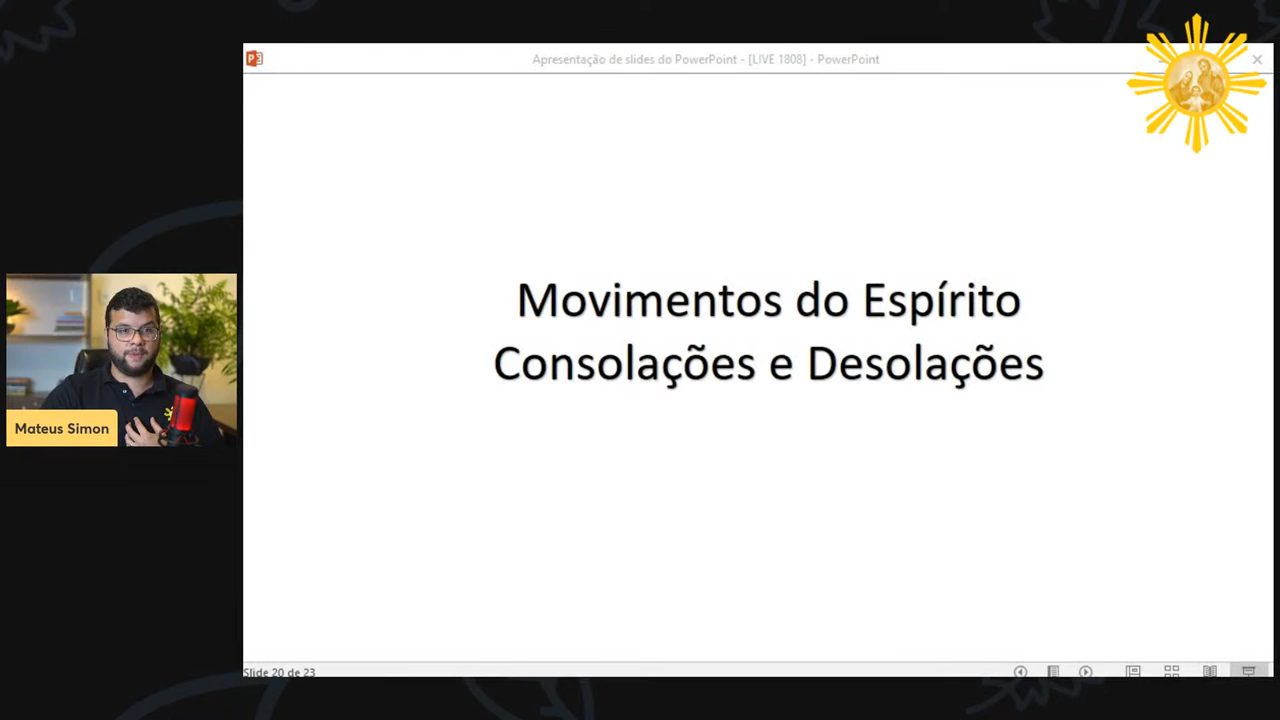 Apresentação de slides do PowerPoint - [LIVE 1808] - PowerPoint
Movimentos do Espírito
Consolações e Desolações
Mateus Simon
Slide 20 de 23